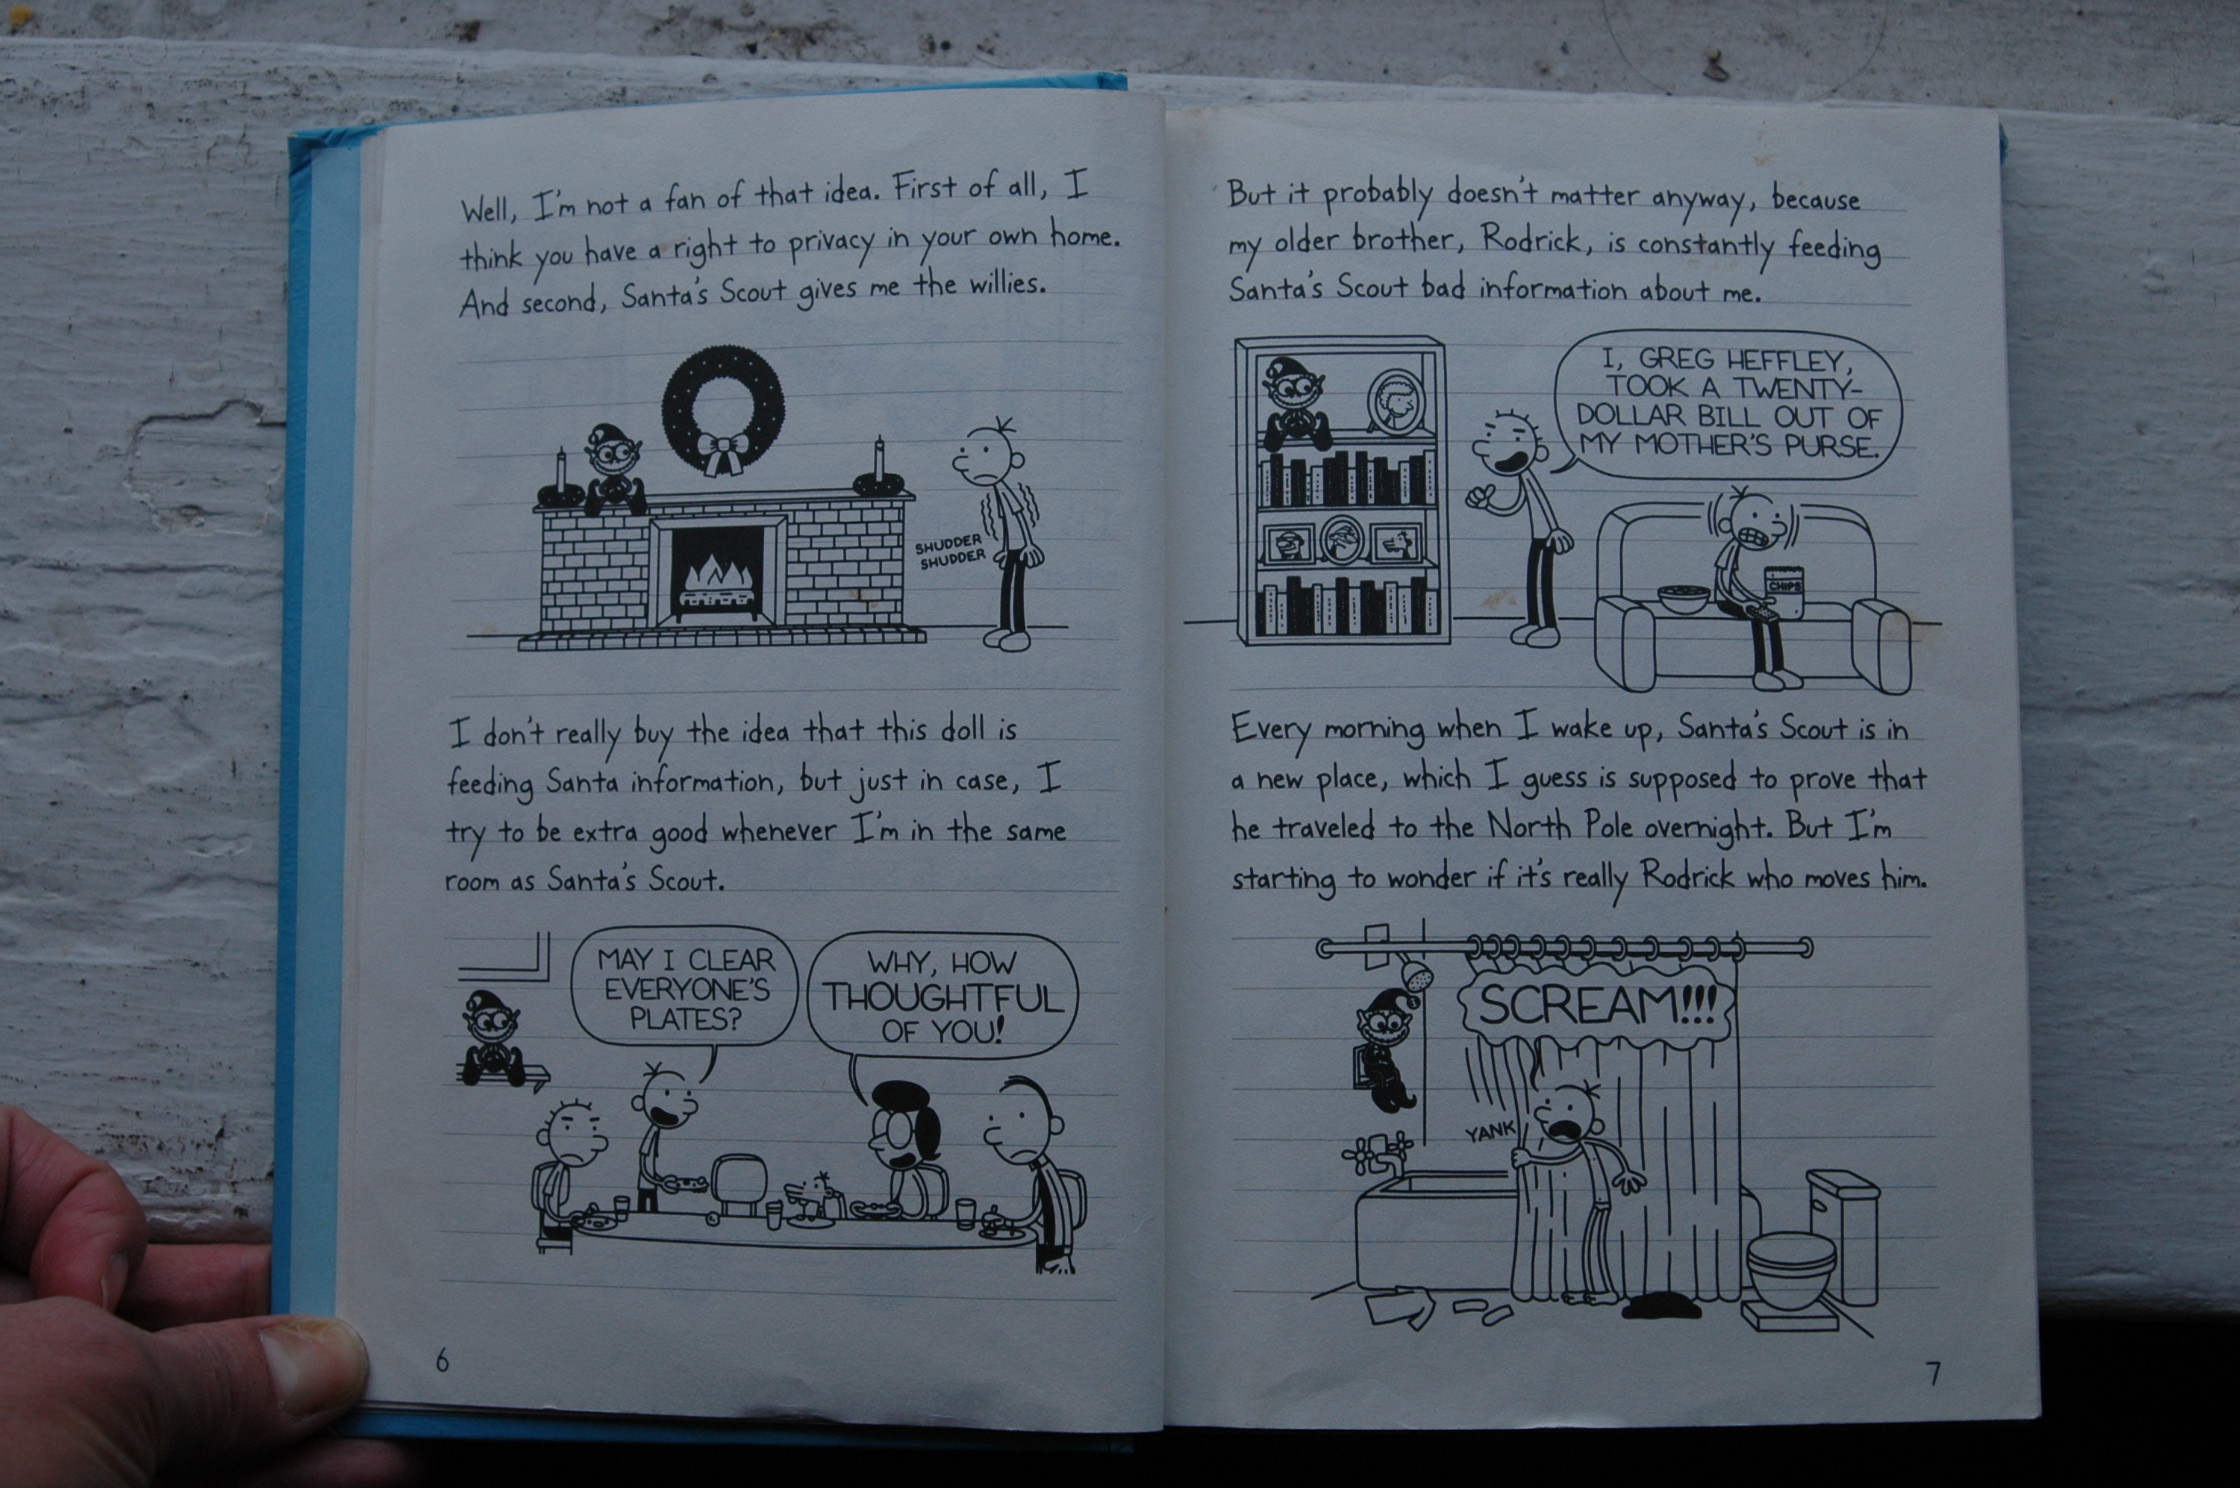 Well, I'm not a fan of that idea. First of all, I
think you have a right to privacy in your own home.
And second, Santa's Scout gives me the willies.
SHUDDER
SHUDDER
I don't really buy the idea that this doll is
feeding Santa information, but just in case, I
try to be extra good whenever I'm in the same
room as Santa's Scout.
MAY I CLEAR
EVERYONE'S
PLATES?
WHY, HOW
THOUGHTFUL
OF YOU!
6
But it probably doesn't matter anyway, because
my older brother, Rodrick, is constantly feeding
Santa's Scout bad information about me.
I, GREG HEFFLEY,
TOOK A TWENTY-
DOLLAR BILL OUT OF
MY MOTHER'S PURSE.
CHIPS
Every morning when I wake up, Santa's Scout is in
a new place, which I guess is supposed to prove that
he traveled to the North Pole overnight. But I'm
starting to wonder if it's really Rodrick who moves him.
SCREAM!!!
YANK
7